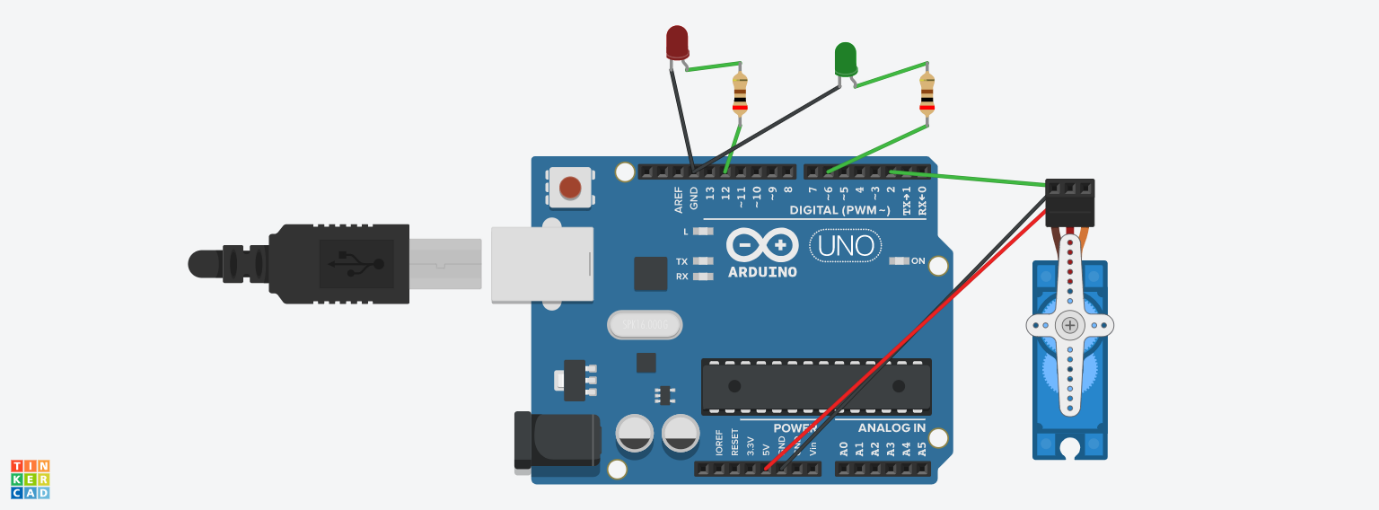 AREF
GND
13
12
~11
~10
~9
8
7
~6
~5
4
~3
2
TX→1
RX←0
DIGITAL (PWM~)
L
TX
RX
ARDUINO
UNO
ON
POWER
ANALOG IN
IOREF
RESET
3.3V
5V
GND
GND
Vin
A0
A1
A2
A3
A4
A5
TIN
KER
CAD